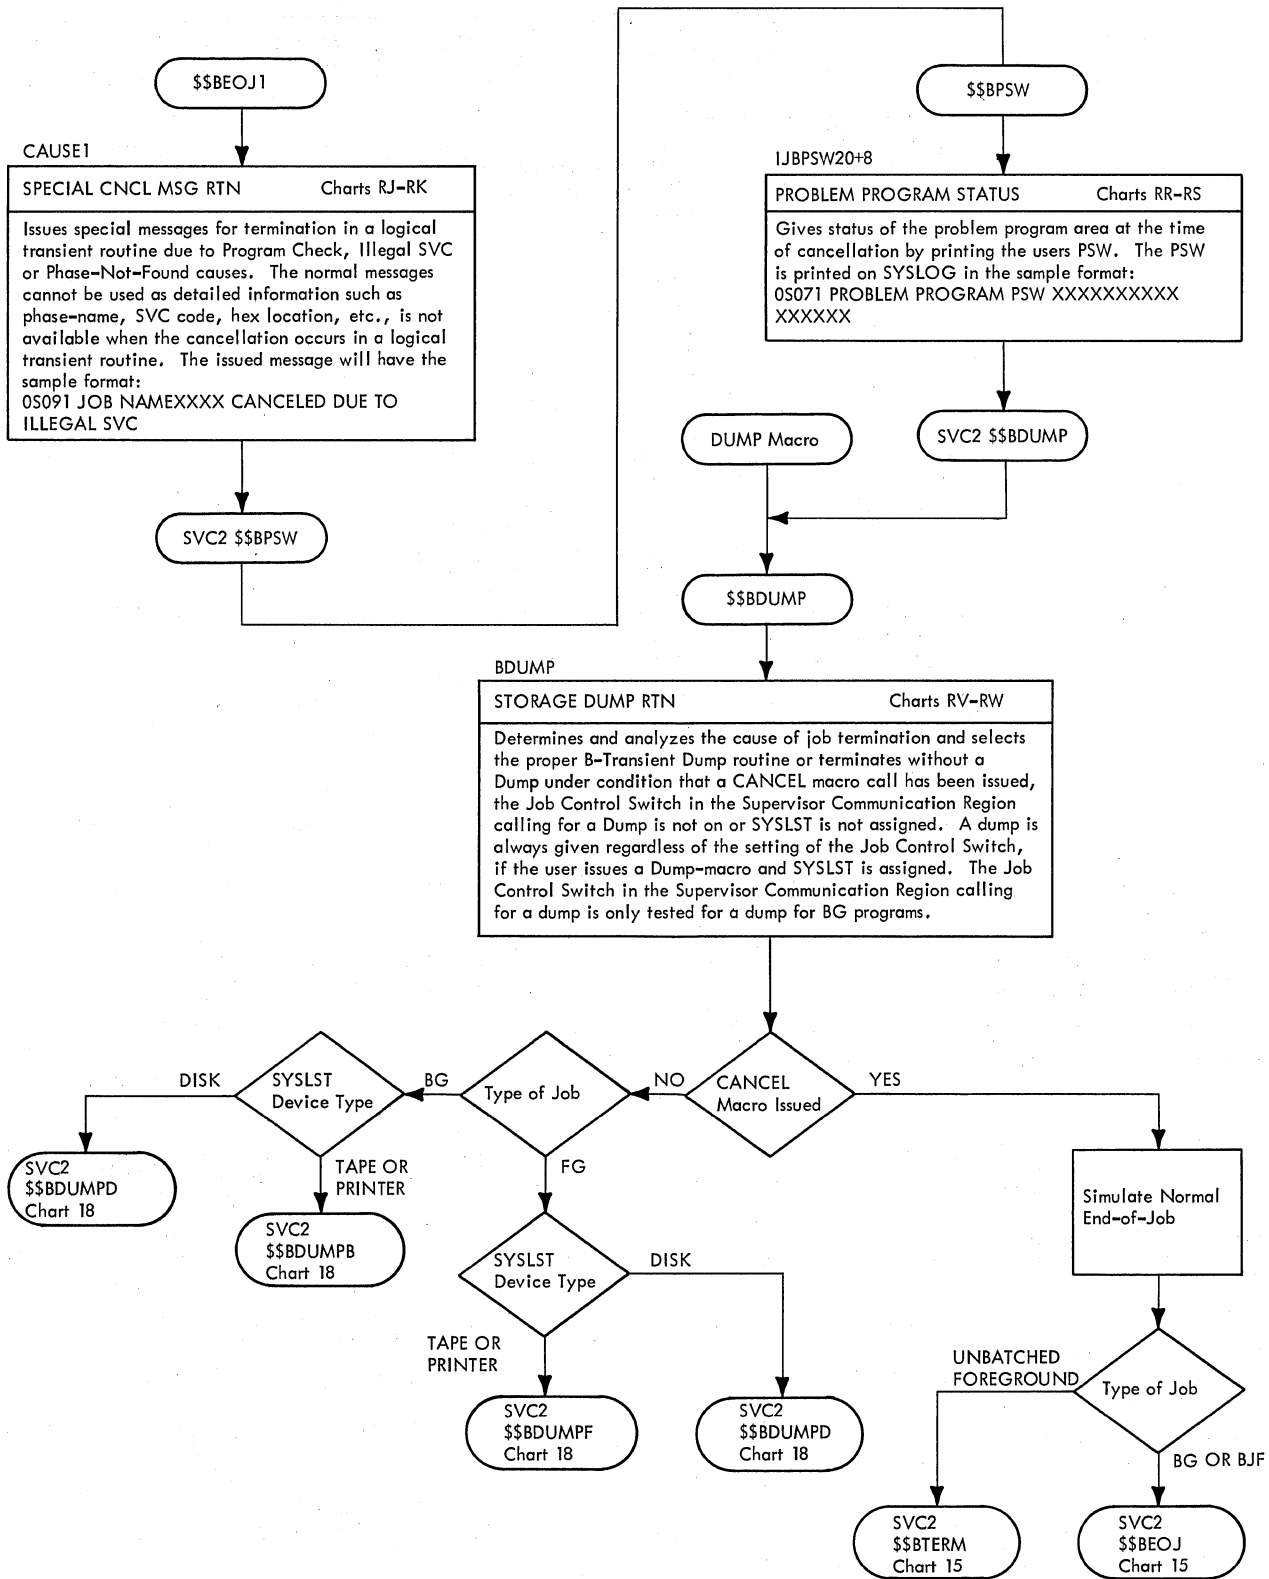 $$BEOJ1
CAUSE1
SPECIAL CNCL MSG RTN Charts RJ-RK
Issues special messages for termination in a logical
transient routine due to Program Check, Illegal SVC
or Phase-Not-Found causes. The normal messages
cannot be used as detailed information such as
phase-name, SVC code, hex location, etc., is not
available when the cancellation occurs in a logical
transient routine. The issued message will have the
sample format:
0S091 JOB NAMEXXXX CANCELED DUE TO
ILLEGAL SVC
SVC2 $$BPSW
$$BPSW
IJBPSW20+8
PROBLEM PROGRAM STATUS Charts RR-RS
Gives status of the problem program area at the time
of cancellation by printing the users PSW. The PSW
is printed on SYSLOG in the sample format:
0S071 PROBLEM PROGRAM PSW XXXXXXXXXX
XXXXXX
DUMP Macro
SVC2 $$BDUMP
$$BDUMP
BDUMP
STORAGE DUMP RTN Charts RV-RW
Determines and analyzes the cause of job termination and selects
the proper B-Transient Dump routine or terminates without a
Dump under condition that a CANCEL macro call has been issued,
the Job Control Switch in the Supervisor Communication Region
calling for a Dump is not on or SYSLST is not assigned. A dump is
always given regardless of the setting of the Job Control Switch,
if the user issues a Dump-macro and SYSLST is assigned. The Job
Control Switch in the Supervisor Communication Region calling
for a dump is only tested for a dump for BG programs.
DISK
SYSLST
Device Type
BG
Type of Job
NO
CANCEL
Macro Issued
YES
SVC2
$$BDUMPD
Chart 18
TAPE OR
PRINTER
SVC2
$$BDUMPB
Chart 18
FG
SYSLST
Device Type
DISK
TAPE OR
PRINTER
SVC2
$$BDUMPF
Chart 18
SVC2
$$BDUMPD
Chart 18
Simulate Normal
End-of-Job
UNBATCHED
FOREGROUND
Type of Job
BG OR BJF
SVC2
$$BTERM
Chart 15
SVC2
$$BEOJ
Chart 15